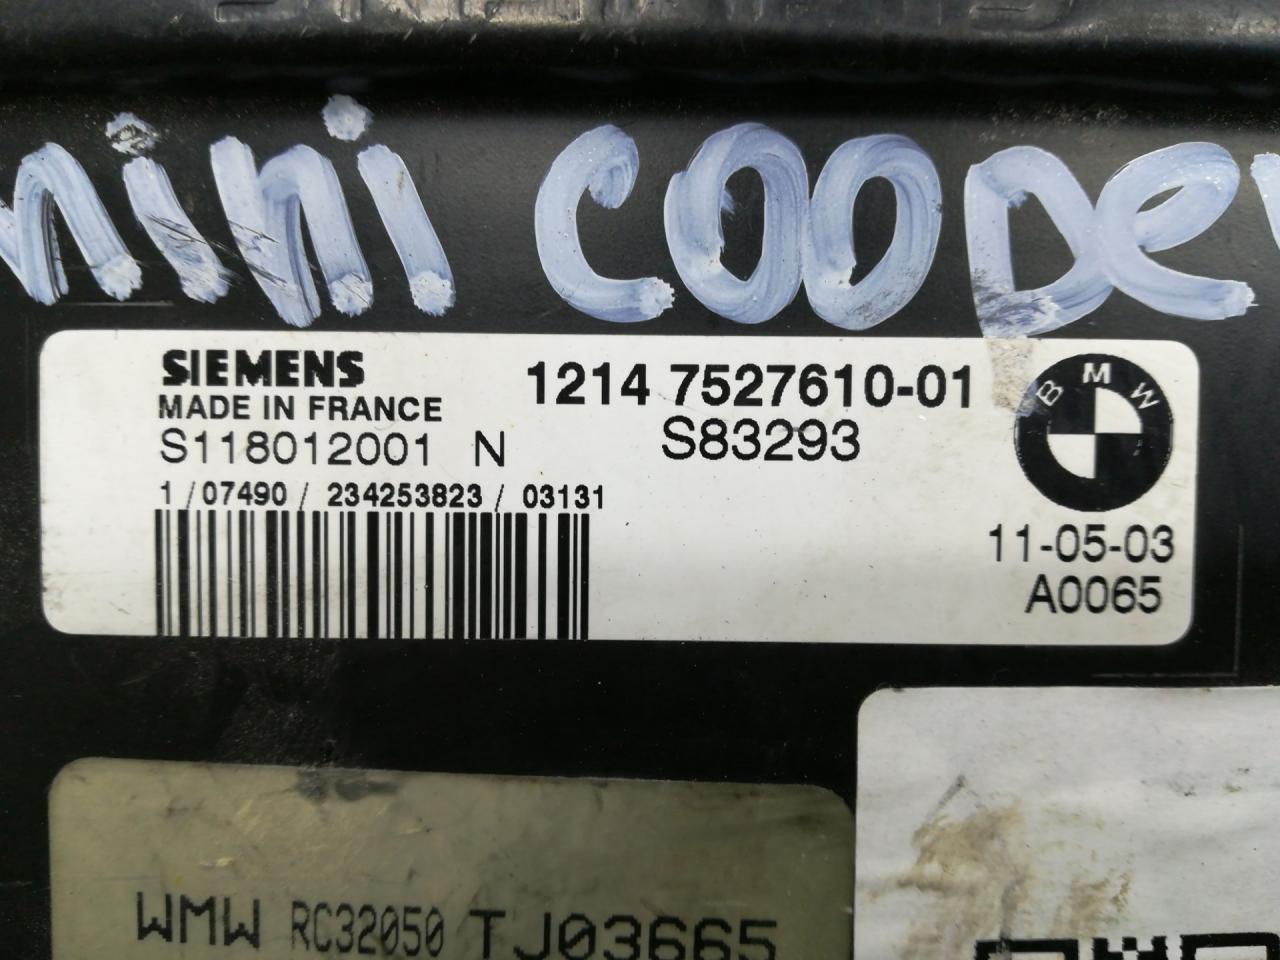 mini cooper
SIEMENS
MADE IN FRANCE
S118012001 N
1214 7527610-01
S83293
BMW
1 / 07490 / 234253823 / 03131
11-05-03
A0065
WMW RC32050 TJ03665